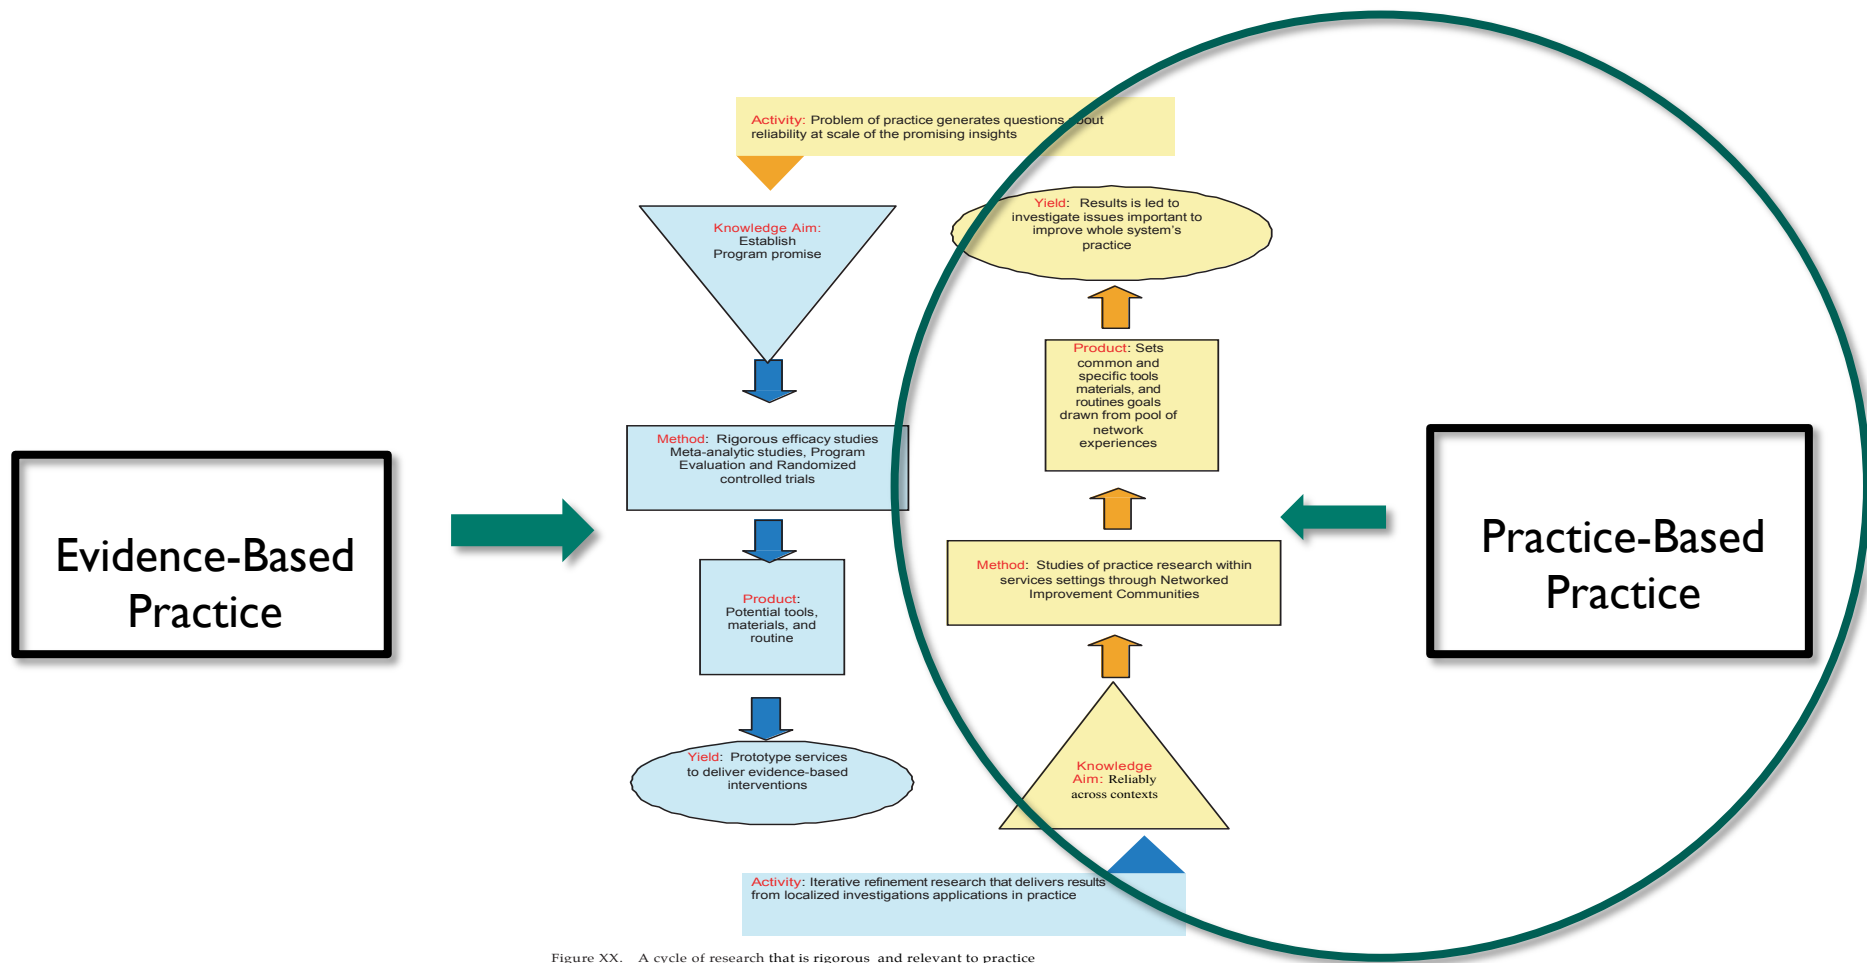 Activity: Problem of practice generates questions about
reliability at scale of the promising insights
Knowledge Aim:
Establish
Program promise
Method: Rigorous efficacy studies
Meta-analytic studies, Program
Evaluation and Randomized
controlled trials
Product:
Potential tools,
materials, and
routine
Yield: Prototype services
to deliver evidence-based
interventions
Evidence-Based
Practice
Yield: Results is led to
investigate issues important to
improve whole system's
practice
Product: Sets
common and
specific tools
materials, and
routines goals
drawn from pool of
network
experiences
Method: Studies of practice research within
services settings through Networked
Improvement Communities
Knowledge
Aim: Reliably
across contexts
Practice-Based
Practice
Activity: Iterative refinement research that delivers results
from localized investigations applications in practice
Figure XX. A cycle of research that is rigorous and relevant to practice